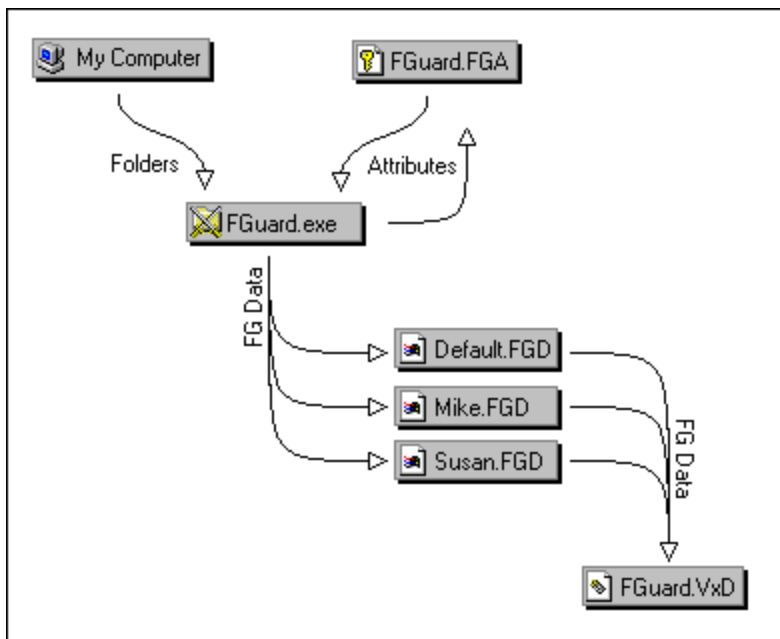 My Computer
FGuard.FGA
Folders
Attributes
FGuard.exe
FG Data
Default.FGD
Mike.FGD
Susan.FGD
FG Data
FGuard.VxD